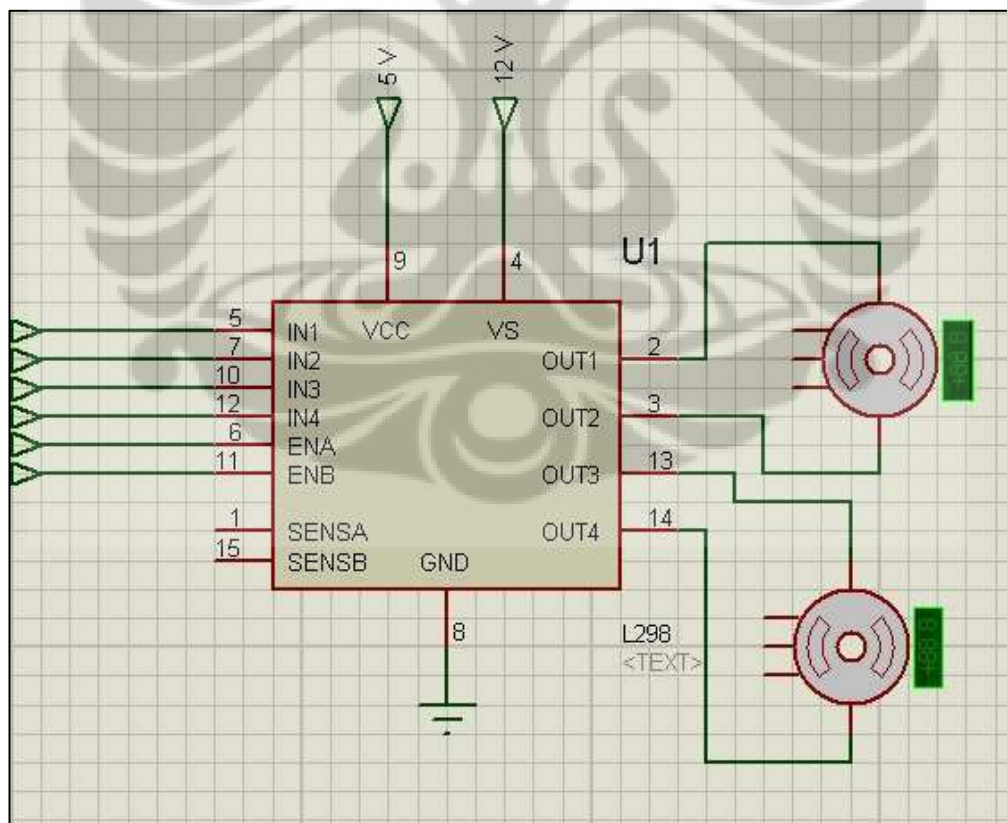 5 V
12 V
9
4
U1
5
IN1
VCC
VS
7
IN2
OUT1
2
10
IN3
12
IN4
OUT2
3
6
ENA
11
ENB
OUT3
13
1
SENSA
OUT4
14
15
SENSB
GND
8
L298
<TEXT>